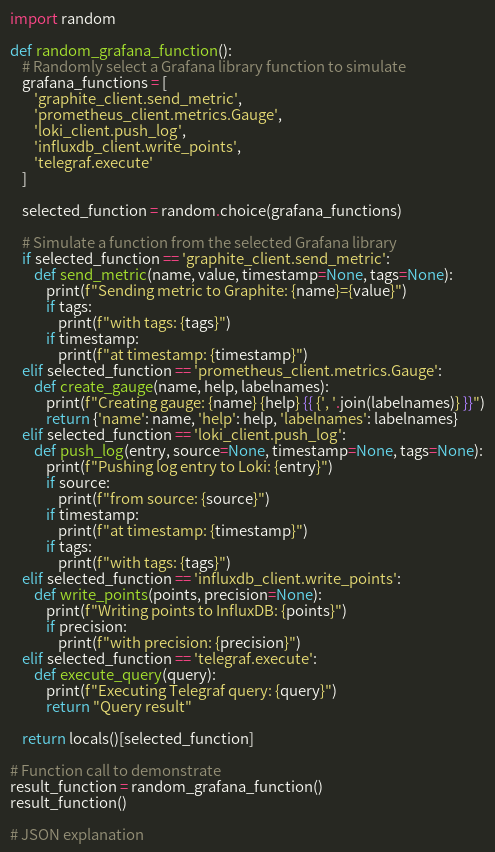 import random

def random_grafana_function():
    # Randomly select a Grafana library function to simulate
    grafana_functions = [
        'graphite_client.send_metric',
        'prometheus_client.metrics.Gauge',
        'loki_client.push_log',
        'influxdb_client.write_points',
        'telegraf.execute'
    ]

    selected_function = random.choice(grafana_functions)

    # Simulate a function from the selected Grafana library
    if selected_function == 'graphite_client.send_metric':
        def send_metric(name, value, timestamp=None, tags=None):
            print(f"Sending metric to Graphite: {name}={value}")
            if tags:
                print(f"with tags: {tags}")
            if timestamp:
                print(f"at timestamp: {timestamp}")
    elif selected_function == 'prometheus_client.metrics.Gauge':
        def create_gauge(name, help, labelnames):
            print(f"Creating gauge: {name} {help} {{ {', '.join(labelnames)} }}")
            return {'name': name, 'help': help, 'labelnames': labelnames}
    elif selected_function == 'loki_client.push_log':
        def push_log(entry, source=None, timestamp=None, tags=None):
            print(f"Pushing log entry to Loki: {entry}")
            if source:
                print(f"from source: {source}")
            if timestamp:
                print(f"at timestamp: {timestamp}")
            if tags:
                print(f"with tags: {tags}")
    elif selected_function == 'influxdb_client.write_points':
        def write_points(points, precision=None):
            print(f"Writing points to InfluxDB: {points}")
            if precision:
                print(f"with precision: {precision}")
    elif selected_function == 'telegraf.execute':
        def execute_query(query):
            print(f"Executing Telegraf query: {query}")
            return "Query result"

    return locals()[selected_function]

# Function call to demonstrate
result_function = random_grafana_function()
result_function()

# JSON explanation